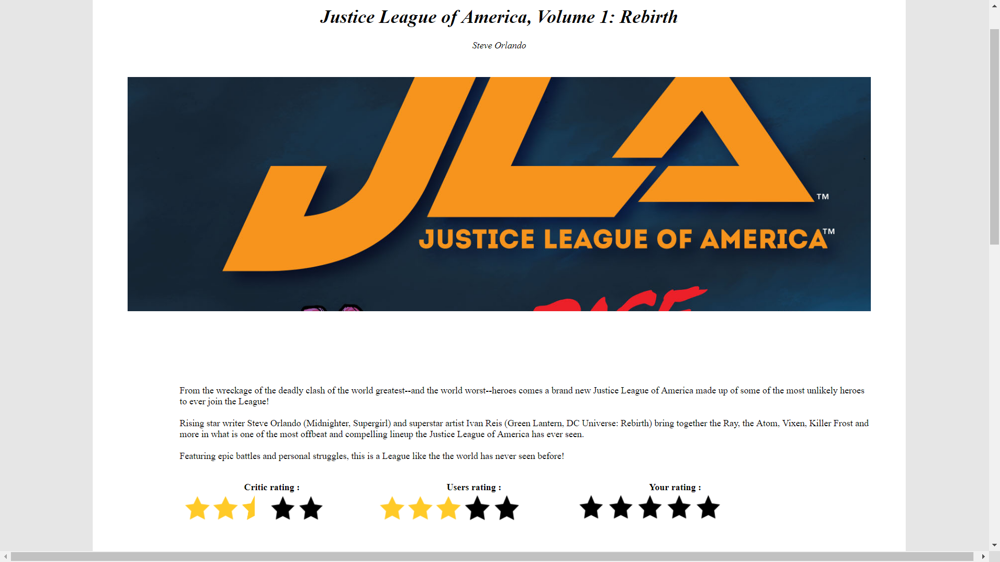 Justice League of America, Volume 1: Rebirth
Steve Orlando
JLA
TM
JUSTICE LEAGUE OF AMERICA TM
From the wreckage of the deadly clash of the world greatest--and the world worst--heroes comes a brand new Justice League of America made up of some of the most unlikely heroes
to ever join the League!
Rising star writer Steve Orlando (Midnighter, Supergirl) and superstar artist Ivan Reis (Green Lantern, DC Universe: Rebirth) bring together the Ray, the Atom, Vixen, Killer Frost and
more in what is one of the most offbeat and compelling lineup the Justice League of America has ever seen.
Featuring epic battles and personal struggles, this is a League like the the world has never seen before!
Critic rating :
Users rating :
Your rating :